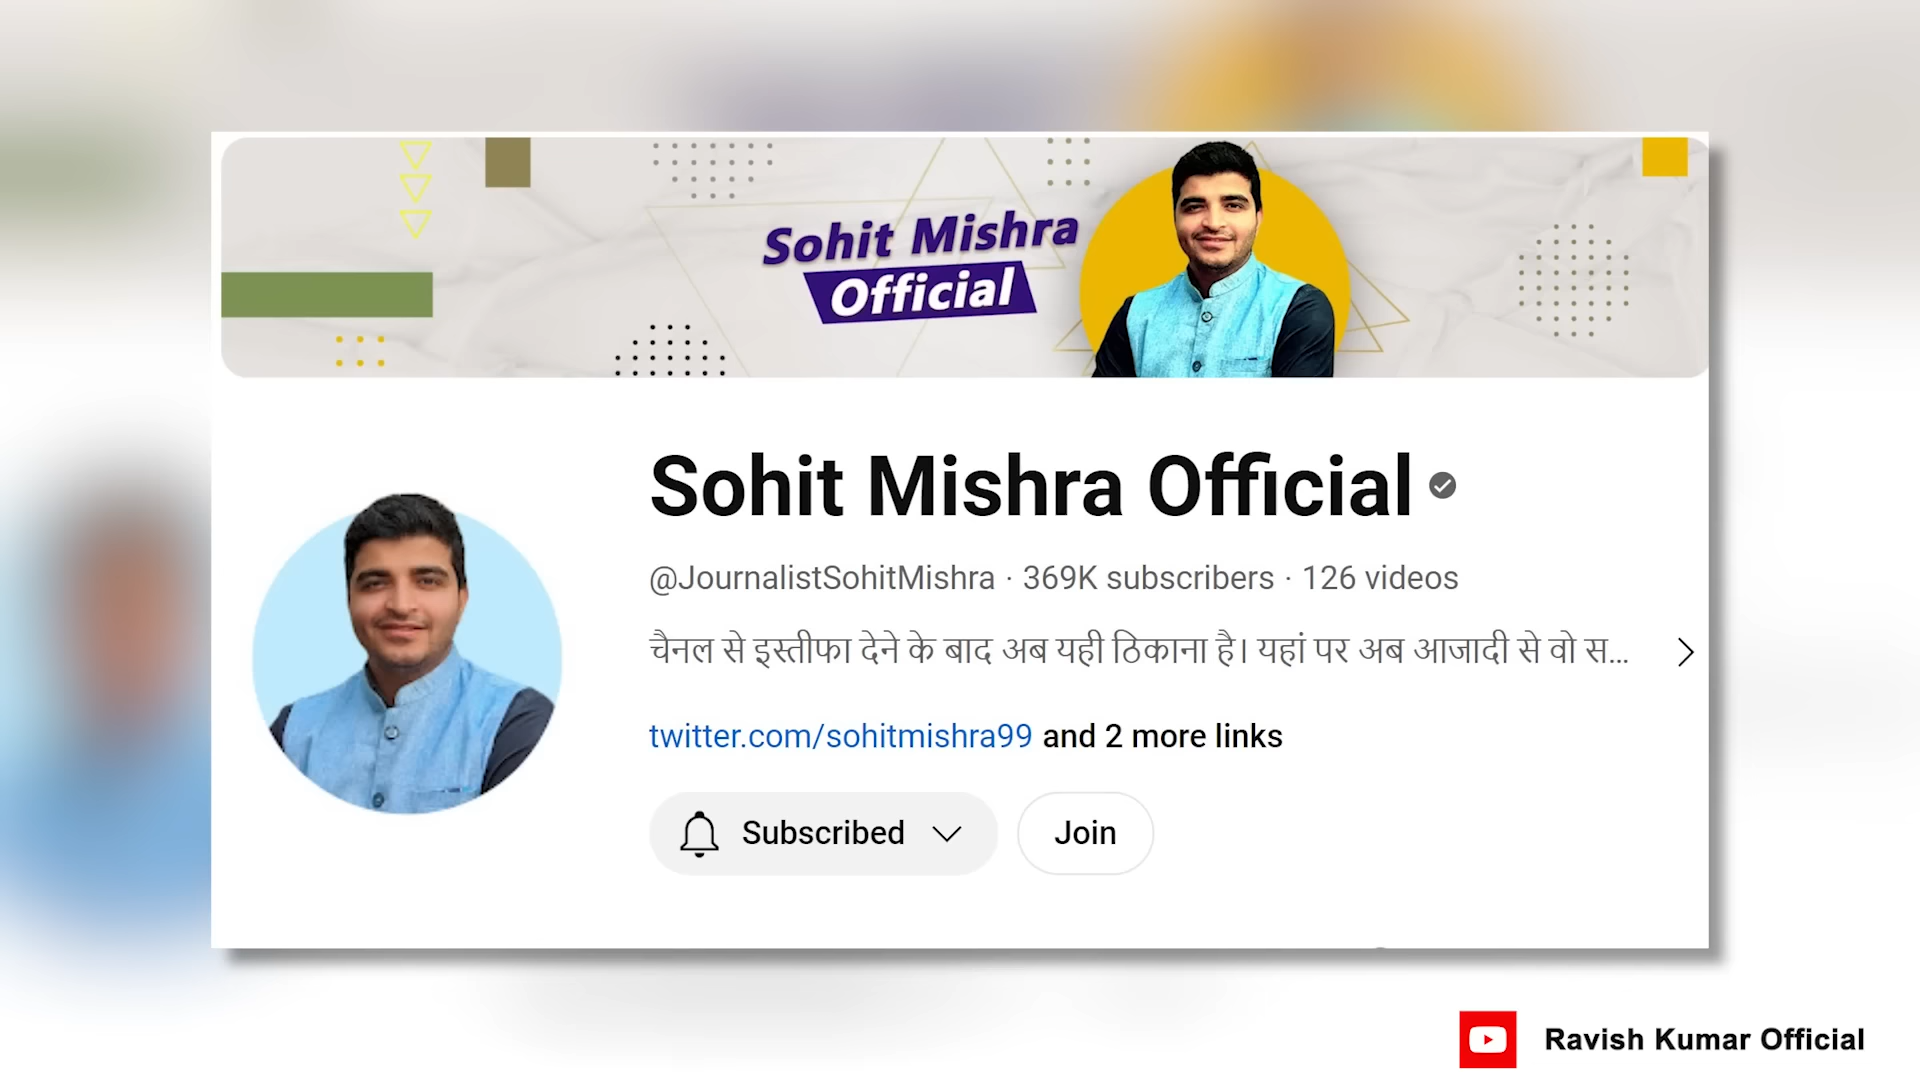 Sohit Mishra
Official
Sohit Mishra Official
@JournalistSohitMishra · 369K subscribers · 126 videos
चैनल से इस्तीफा देने के बाद अब यही ठिकाना है। यहां पर अब आजादी से वो स...
twitter.com/sohitmishra99 and 2 more links
Subscribed
Join
Ravish Kumar Official